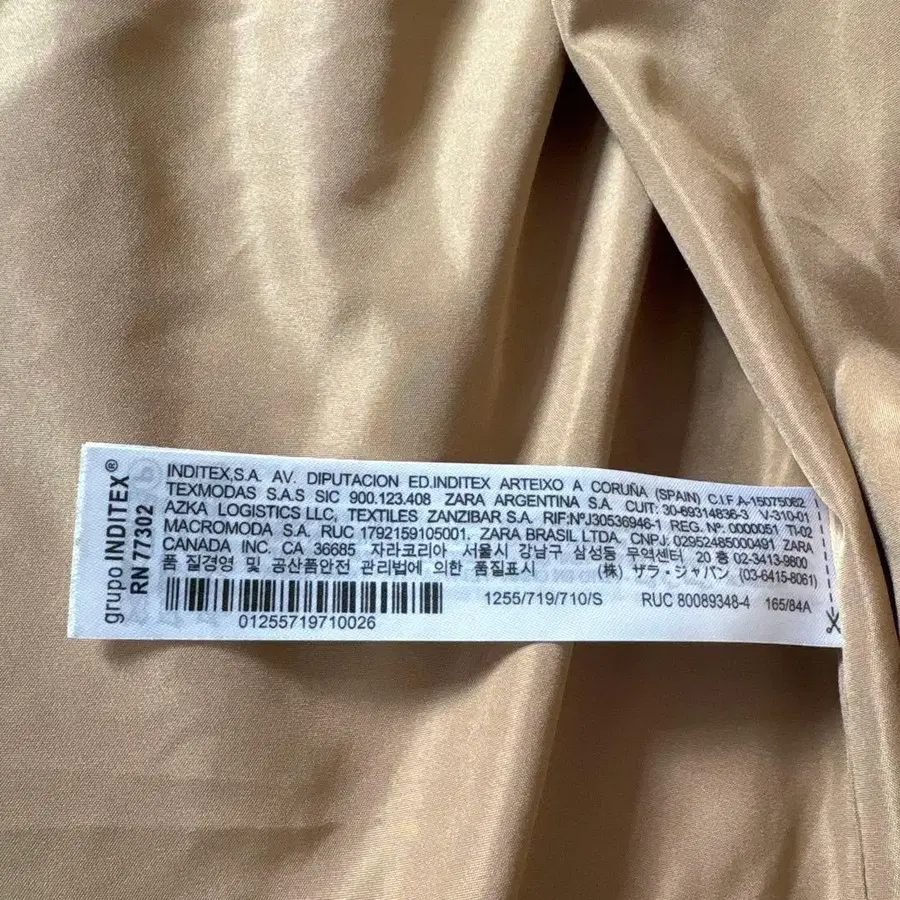 grupo INDITEX®
RN 77302
INDITEX,S.A. AV. DIPUTACION ED.INDITEX ARTEIXO A CORUÑA (SPAIN) C.I.F.A-15075062
TEXMODAS S.A.S SIC 900.123.408 ZARA ARGENTINA S.A. CUIT: 30-69314836-3 V-310-01
AZKA LOGISTICS LLC, TEXTILES ZANZIBAR S.A. RIF:NºJ30536946-1 REG. Nº: 0000051 TI-02
MACROMODA S.A. RUC 1792159105001. ZARA BRASIL LTDA. CNPJ: 02952485000491 ZARA
CANADA INC. CA 36685 자라코리아 서울시 강남구 삼성동 무역센터 20 층 02-3413-9800
품 질경영 및 공산품안전 관리법에 의한 품질표시 (株) ザラ・ジャパン (03-6415-8061)
01255719710026
1255/719/710/S RUC 80089348-4 165/84A